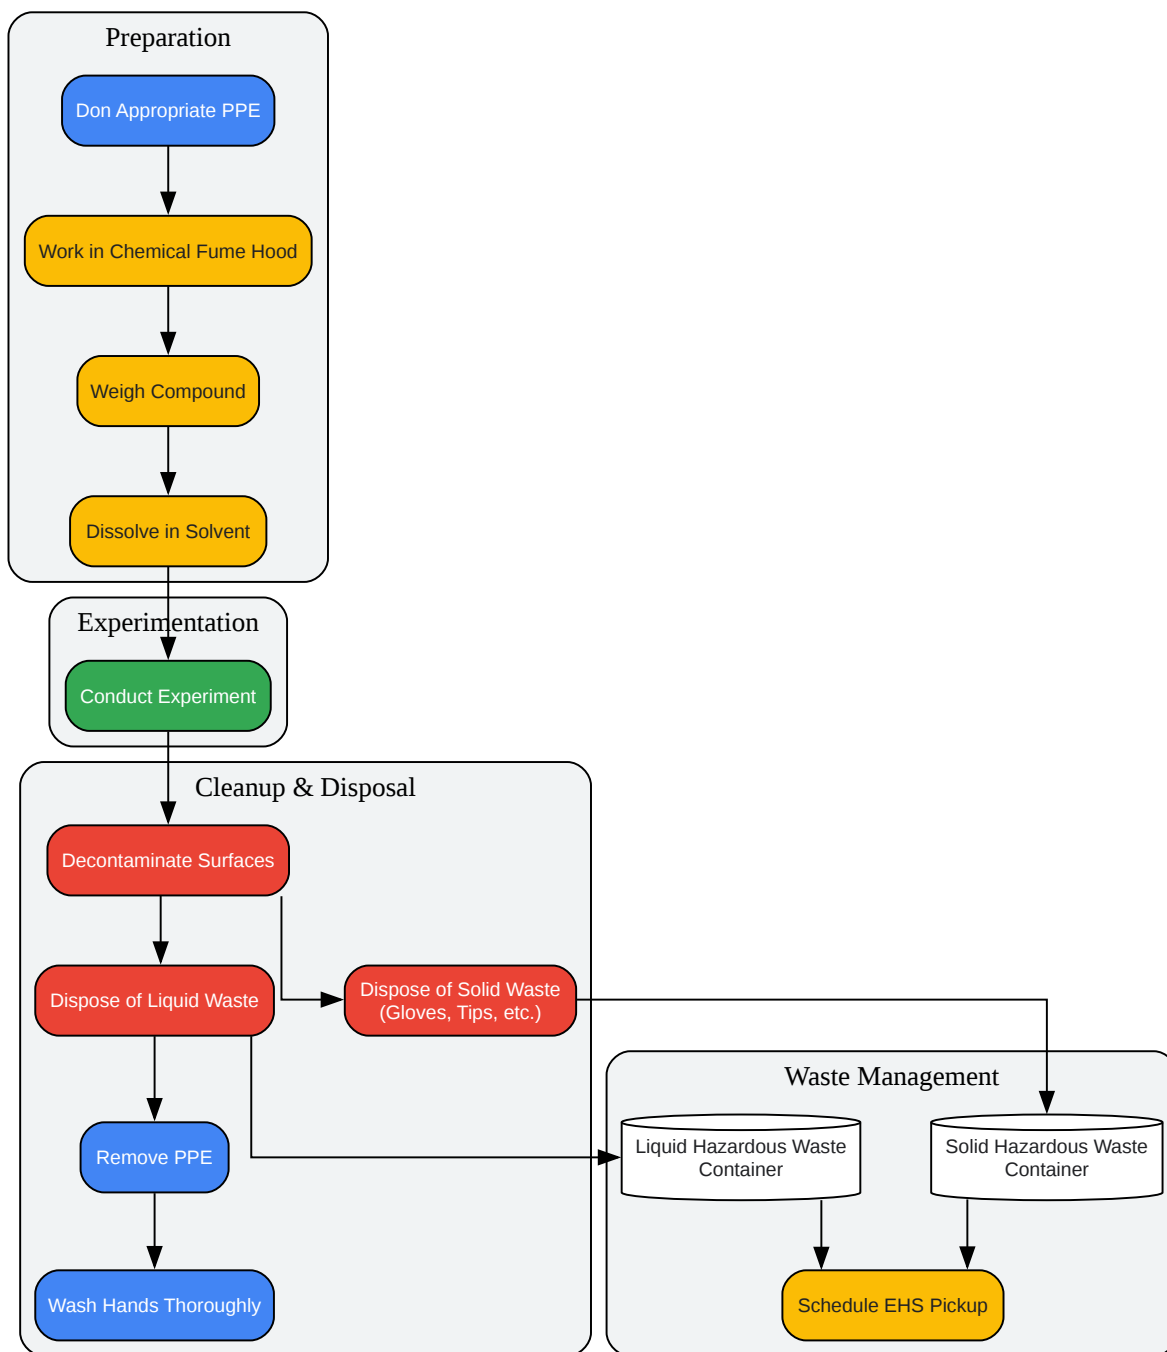 Preparation
Don Appropriate PPE
Work in Chemical Fume Hood
Weigh Compound
Dissolve in Solvent
Experimentation
Conduct Experiment
Cleanup & Disposal
Decontaminate Surfaces
Dispose of Liquid Waste
Dispose of Solid Waste
(Gloves, Tips, etc.)
Remove PPE
Wash Hands Thoroughly
Waste Management
Liquid Hazardous Waste
Container
Solid Hazardous Waste
Container
Schedule EHS Pickup